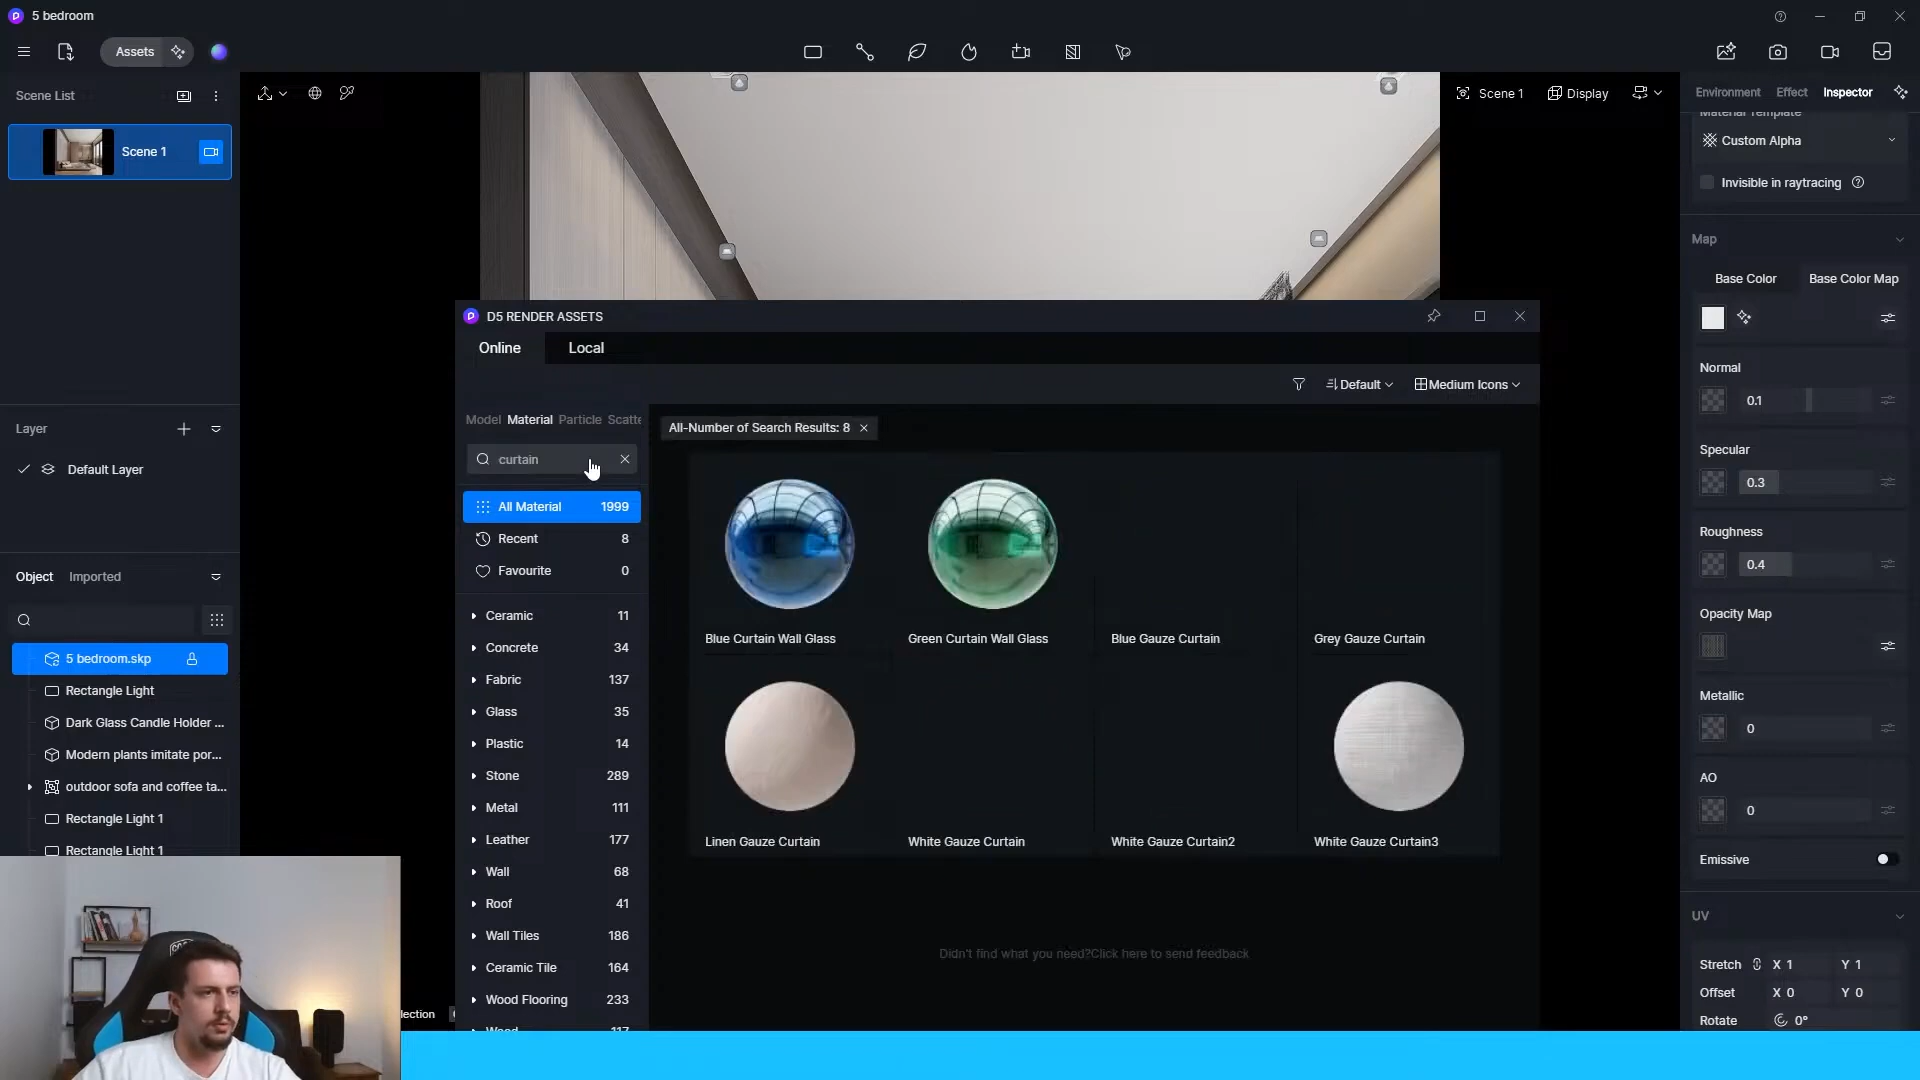 5 bedroom
Assets
Scene List
Scene 1
Layer
Default Layer
Object
Imported
5 bedroom.skp
Rectangle Light
Dark Glass Candle Holder ...
Modern plants imitate por...
outdoor sofa and coffee ta...
Rectangle Light 1
Rectangle Light 1
Scene 1
Display
D5 RENDER ASSETS
Online
Local
Default
Medium Icons
Model
Material
Particle
Scatte
curtain
All Material 1999
Recent 8
Favourite 0
Ceramic 11
Concrete 34
Fabric 137
Glass 35
Plastic 14
Stone 289
Metal 111
Leather 177
Wall 68
Roof 41
Wall Tiles 186
Ceramic Tile 164
Wood Flooring 233
All-Number of Search Results: 8
Blue Curtain Wall Glass
Green Curtain Wall Glass
Blue Gauze Curtain
Grey Gauze Curtain
Linen Gauze Curtain
White Gauze Curtain
White Gauze Curtain2
White Gauze Curtain3
Didn't find what you need?Click here to send feedback
lection
Environment
Effect
Inspector
Material Template
Custom Alpha
Invisible in raytracing
Map
Base Color
Base Color Map
Normal
0.1
Specular
0.3
Roughness
0.4
Opacity Map
Metallic
0
AO
0
Emissive
UV
Stretch X 1 Y 1
Offset X 0 Y 0
Rotate 0°